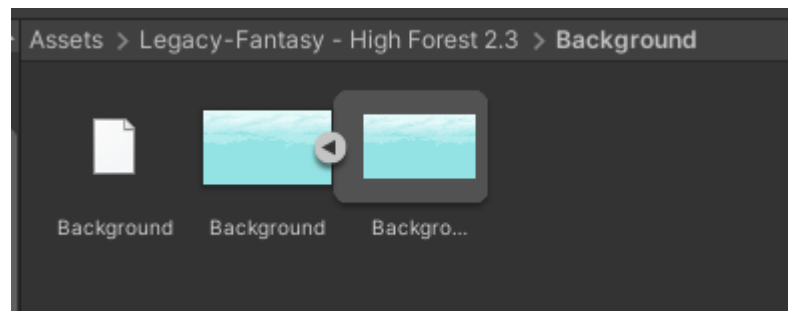 Assets > Legacy-Fantasy - High Forest 2.3 > Background
Background Background Backgro...